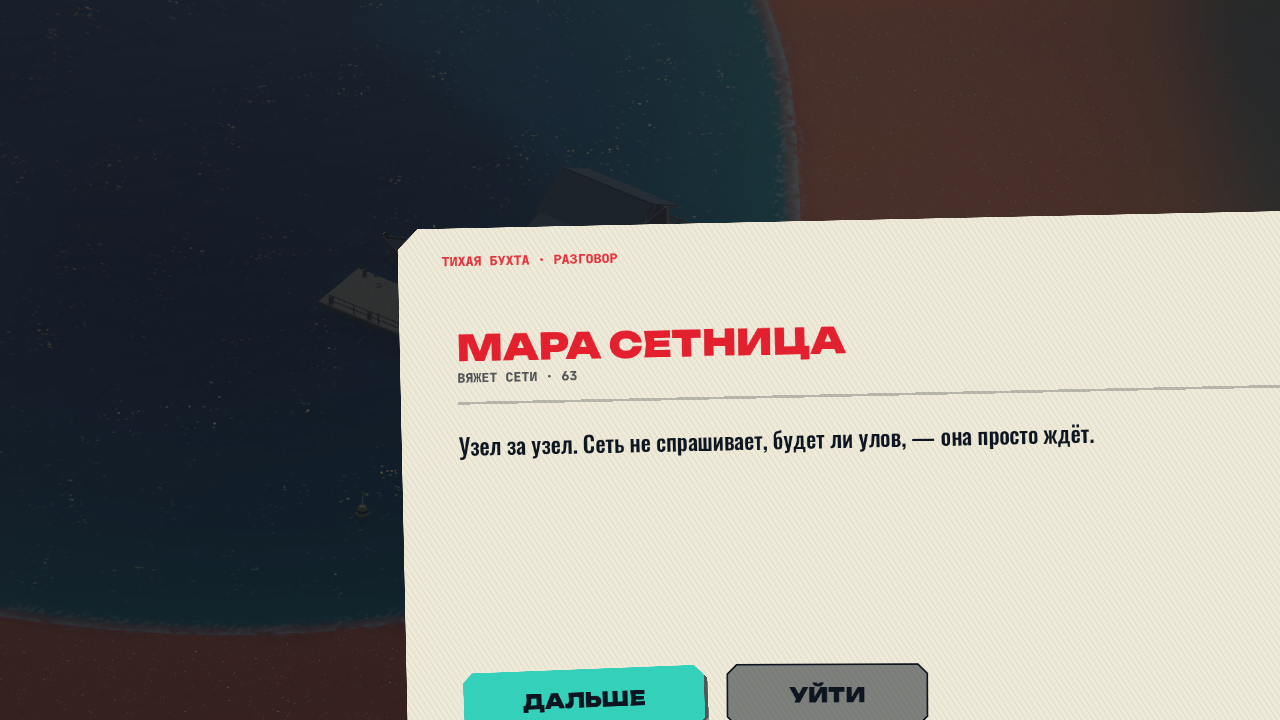 ТИХАЯ БУХТА · РАЗГОВОР
МАРА СЕТНИЦА
ВЯЖЕТ СЕТИ · 63
Узел за узел. Сеть не спрашивает, будет ли улов, — она просто ждёт.
ДАЛЬШЕ
УЙТИ